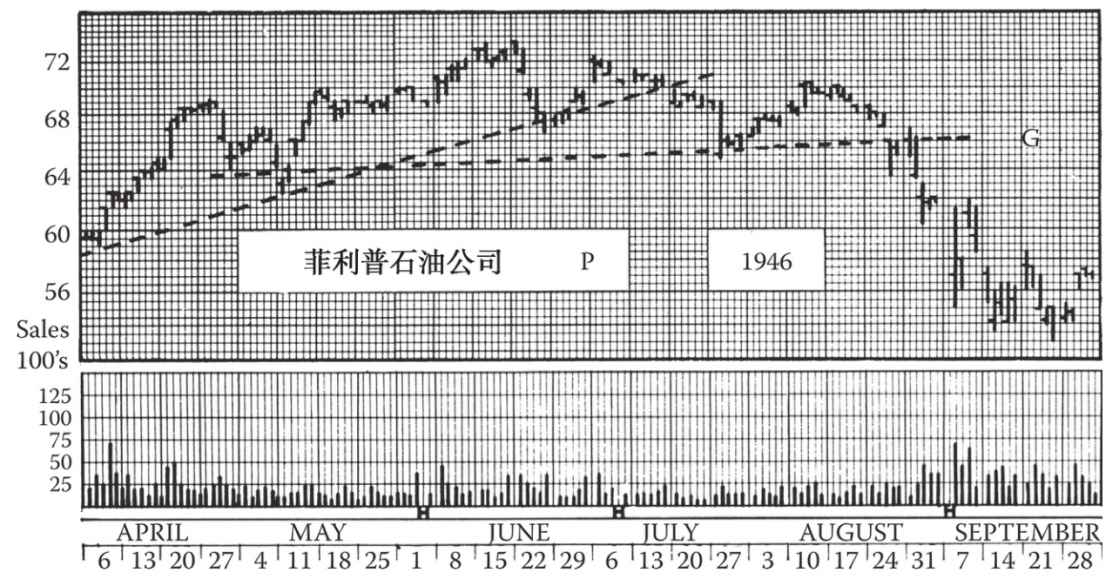 72
68
64
60
56
G
菲利普石油公司 P 1946
Sales
100's
125
100
75
50
25
H H H
APRIL MAY JUNE JULY AUGUST SEPTEMBER
6 13 20 27 4 11 18 25 1 8 15 22 29 6 13 20 27 3 10 17 24 31 7 14 21 28